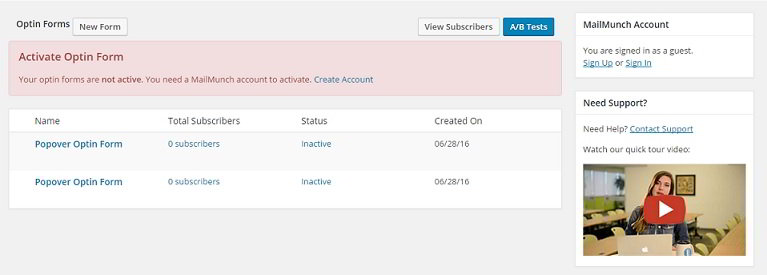 Optin Forms New Form View Subscribers A/B Tests
Activate Optin Form
Your optin forms are not active. You need a MailMunch account to activate. Create Account
Name Total Subscribers Status Created On
Popover Optin Form 0 subscribers Inactive 06/28/16
Popover Optin Form 0 subscribers Inactive 06/28/16
MailMunch Account
You are signed in as a guest.
Sign Up or Sign In
Need Support?
Need Help? Contact Support
Watch our quick tour video: